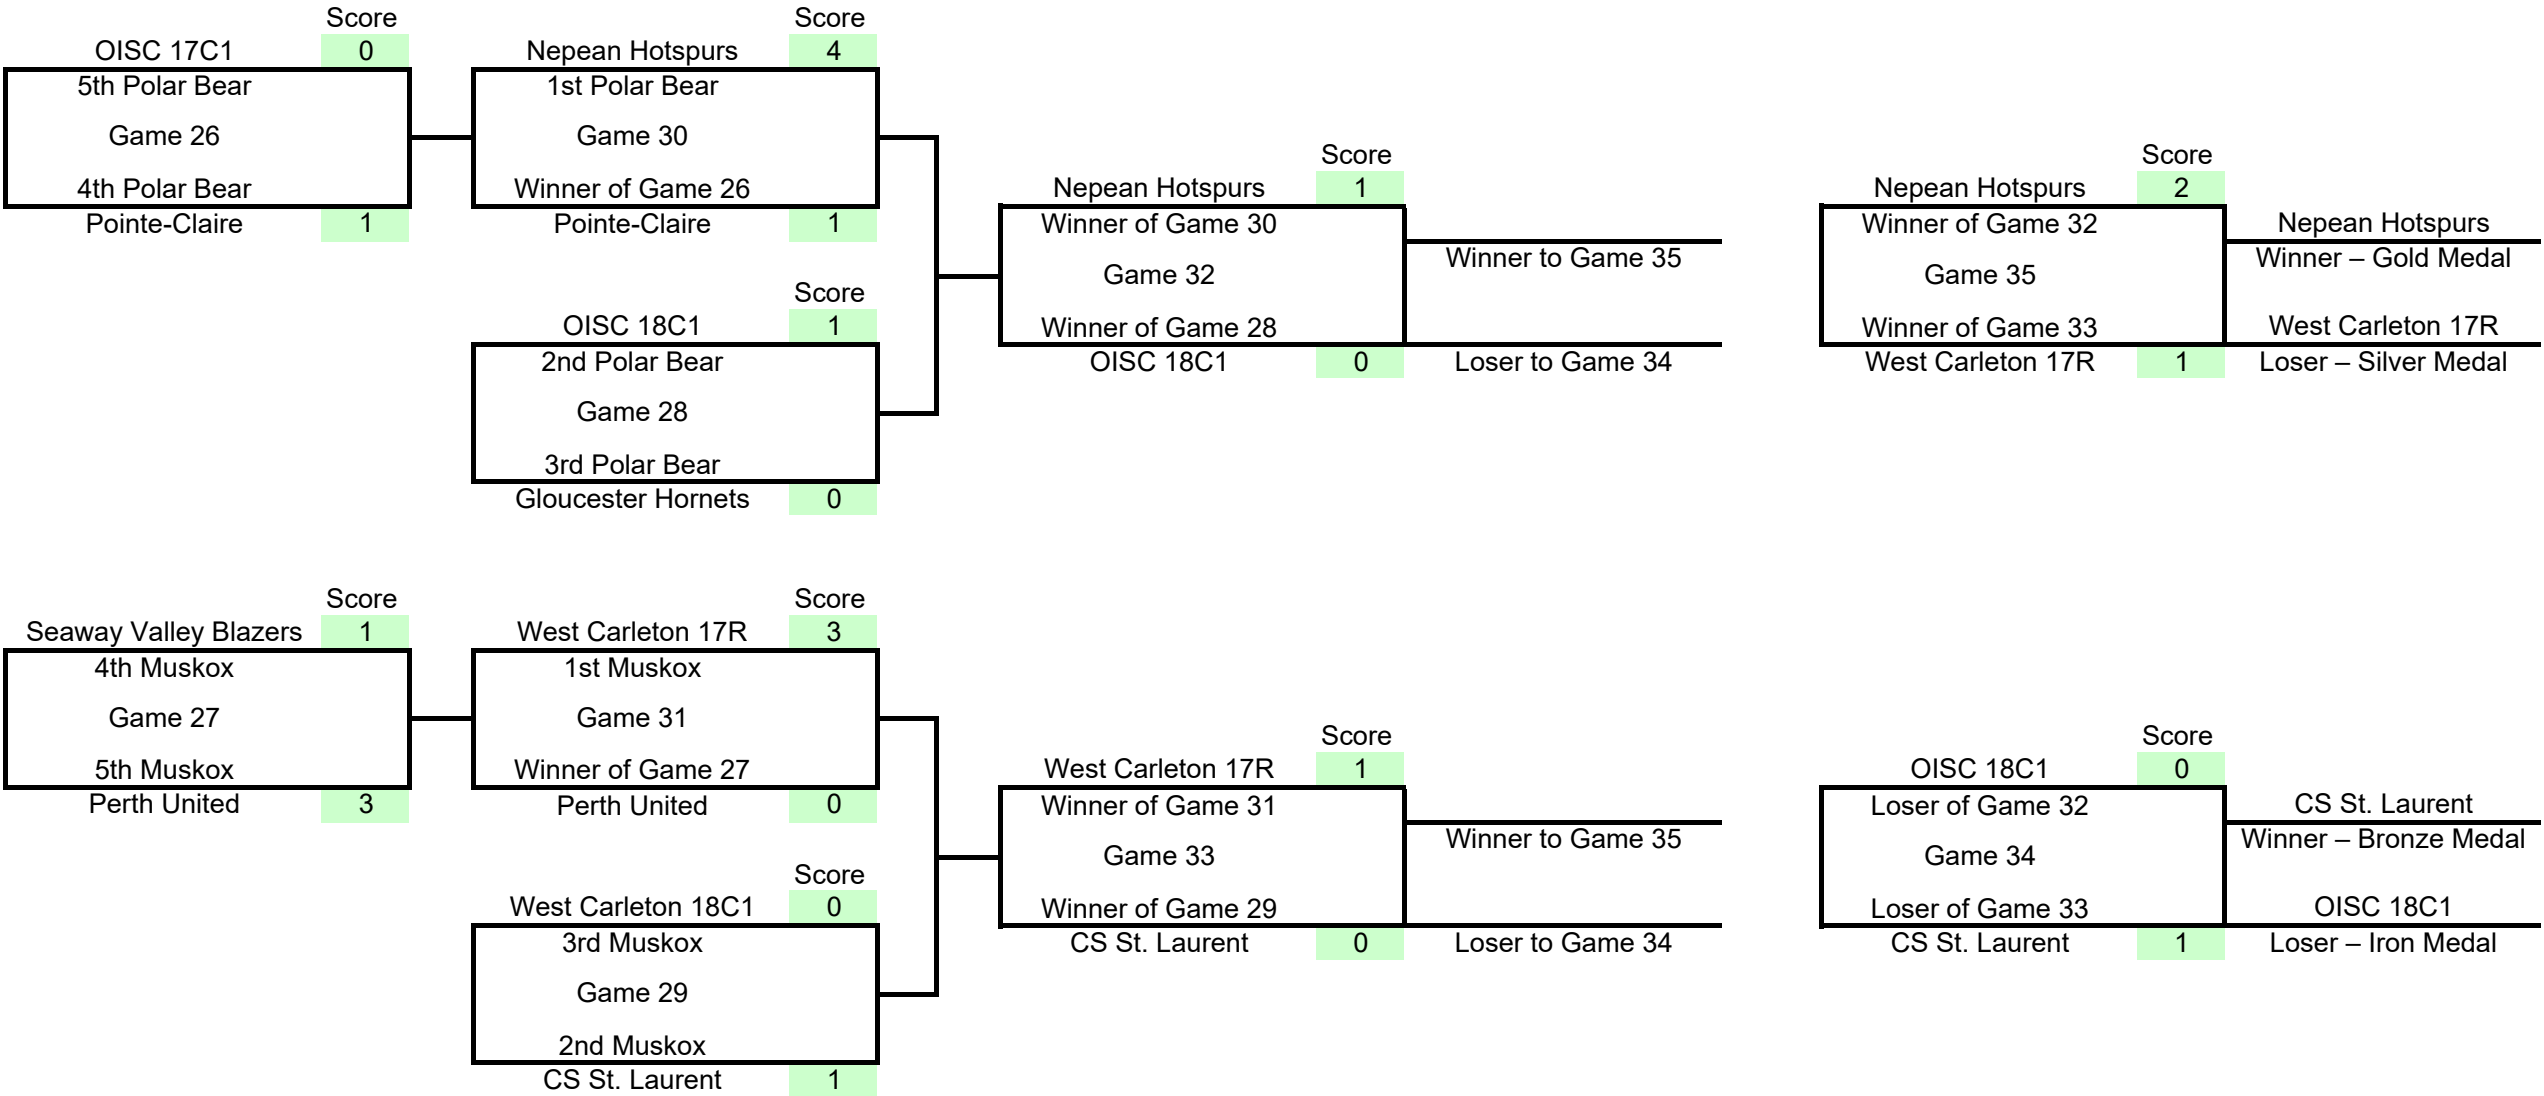 Score
OISC 17C1 0
5th Polar Bear
Game 26
4th Polar Bear
Pointe-Claire 1
Score
Nepean Hotspurs 4
1st Polar Bear
Game 30
Winner of Game 26
Pointe-Claire 1
Score
OISC 18C1 1
2nd Polar Bear
Game 28
3rd Polar Bear
Gloucester Hornets 0
Score
Nepean Hotspurs 1
Winner of Game 30
Game 32
Winner of Game 28
OISC 18C1 0
Winner to Game 35
Loser to Game 34
Score
Nepean Hotspurs 2
Winner of Game 32
Game 35
Winner of Game 33
West Carleton 17R 1
Nepean Hotspurs
Winner – Gold Medal
West Carleton 17R
Loser – Silver Medal
Score
Seaway Valley Blazers 1
4th Muskox
Game 27
5th Muskox
Perth United 3
Score
West Carleton 17R 3
1st Muskox
Game 31
Winner of Game 27
Perth United 0
Score
West Carleton 18C1 0
3rd Muskox
Game 29
2nd Muskox
CS St. Laurent 1
Score
West Carleton 17R 1
Winner of Game 31
Game 33
Winner of Game 29
CS St. Laurent 0
Winner to Game 35
Loser to Game 34
Score
OISC 18C1 0
Loser of Game 32
Game 34
Loser of Game 33
CS St. Laurent 1
CS St. Laurent
Winner – Bronze Medal
OISC 18C1
Loser – Iron Medal